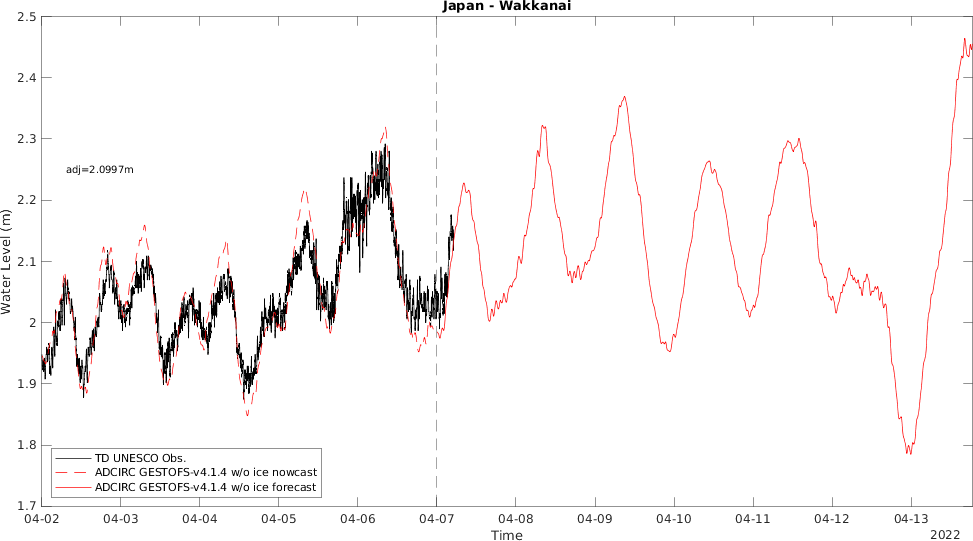 Japan - Wakkanai
2.5
2.4
2.3
2.2
2.1
2
1.9
1.8
1.7
Water Level (m)
adj=2.0997m
TD UNESCO Obs.
ADCIRC GESTOFS-v4.1.4 w/o ice nowcast
ADCIRC GESTOFS-v4.1.4 w/o ice forecast
04-02 04-03 04-04 04-05 04-06 04-07 04-08 04-09 04-10 04-11 04-12 04-13
Time
2022